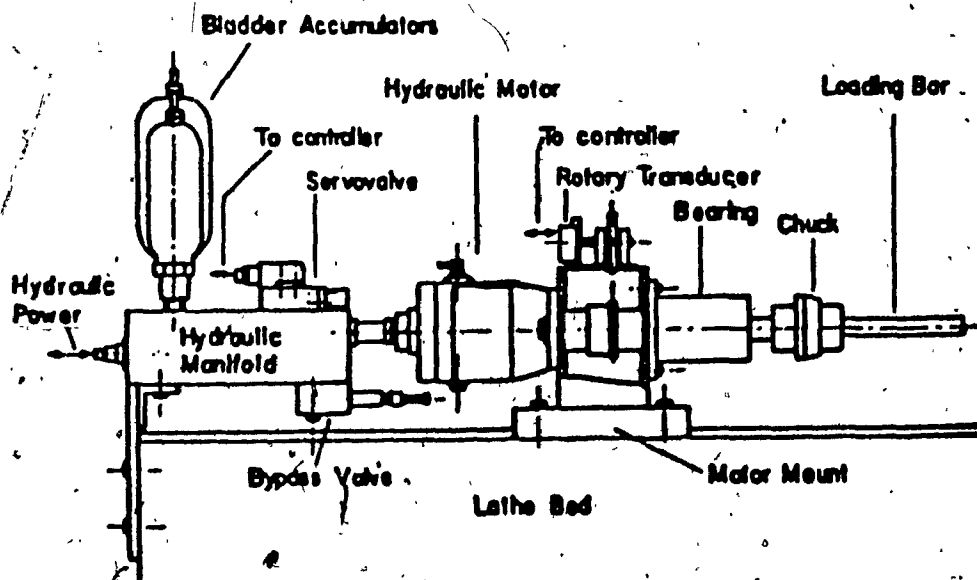 Bladder Accumulators
Hydraulic Motor
Loading Bar
To controller
To controller
Servovalve
Rotary Transducer
Bearing
Chuck
Hydraulic
Power
Hydraulic
Manifold
Bypass Valve
Motor Mount
Lathe Bed